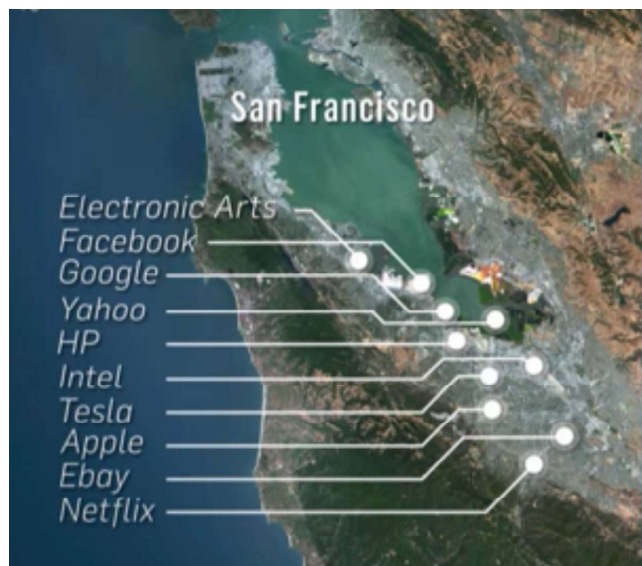 San Francisco
Electronic Arts
Facebook
Google
Yahoo
HP
Intel
Tesla
Apple
Ebay
Netflix